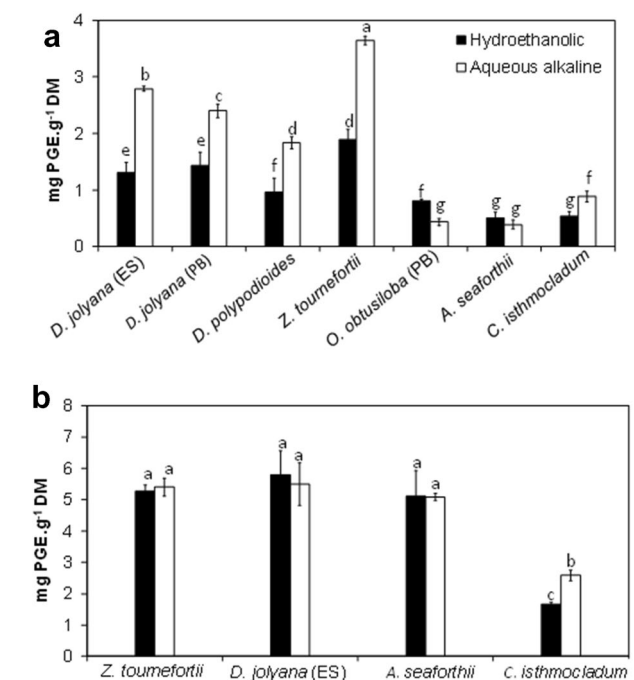 a
4
3
2
1
0
mg PGE.g-1 DM
Hydroethanolic
Aqueous alkaline
e
b
e
c
f
d
d
a
f
g
g
g
g
f
D. jolyana (ES)
D. jolyana (PB)
D. polypodioides
Z. tournefortii
O. obtusiloba (PB)
A. seaforthii
C. isthmocladum
b
8
7
6
5
4
3
2
1
0
mg PGE.g-1 DM
a
a
a
a
a
a
c
b
Z. tournefortii
D. jolyana (ES)
A. seaforthii
C. isthmocladum